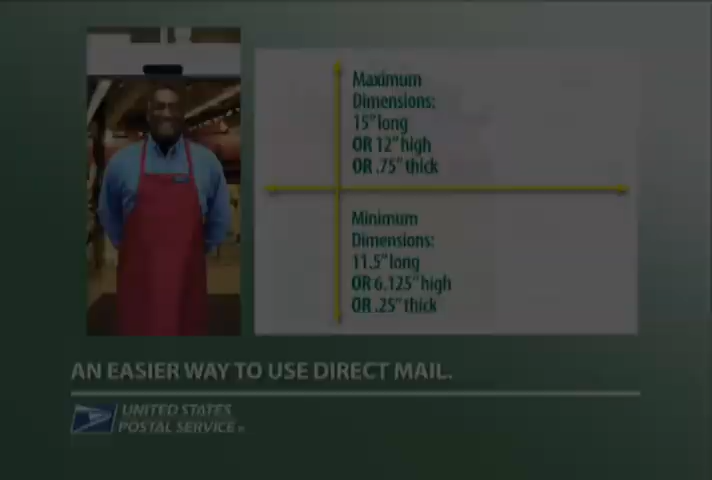 Maximum
Dimensions:
15" long
OR 12" high
OR .75" thick
Minimum
Dimensions:
11.5" long
OR 6.125" high
OR .25" thick
AN EASIER WAY TO USE DIRECT MAIL.
UNITED STATES
POSTAL SERVICE®